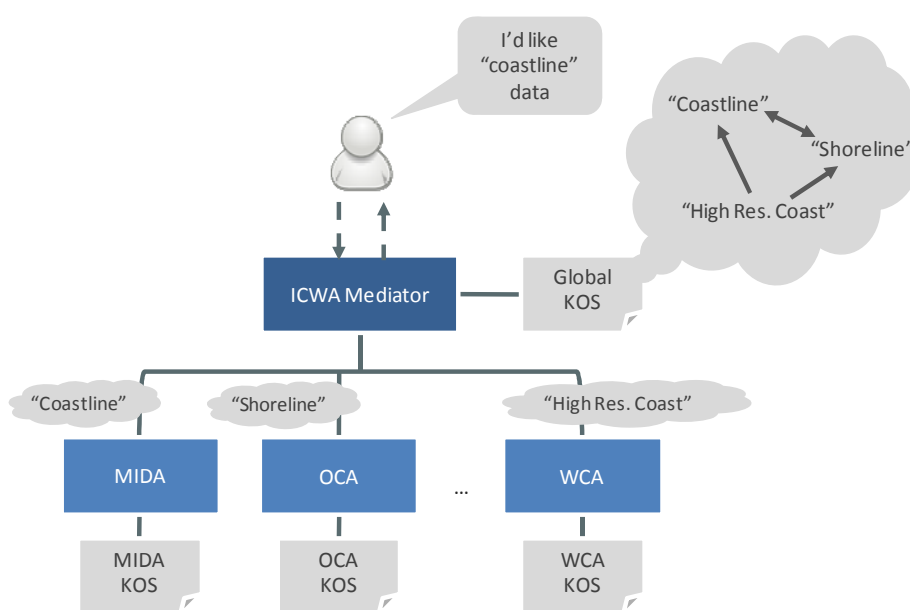 I’d like
“coastline”
data
“Coastline”
“Shoreline”
“High Res. Coast”
ICWA Mediator
Global
KOS
“Coastline”
“Shoreline”
“High Res. Coast”
MIDA
OCA
...
WCA
MIDA
KOS
OCA
KOS
WCA
KOS